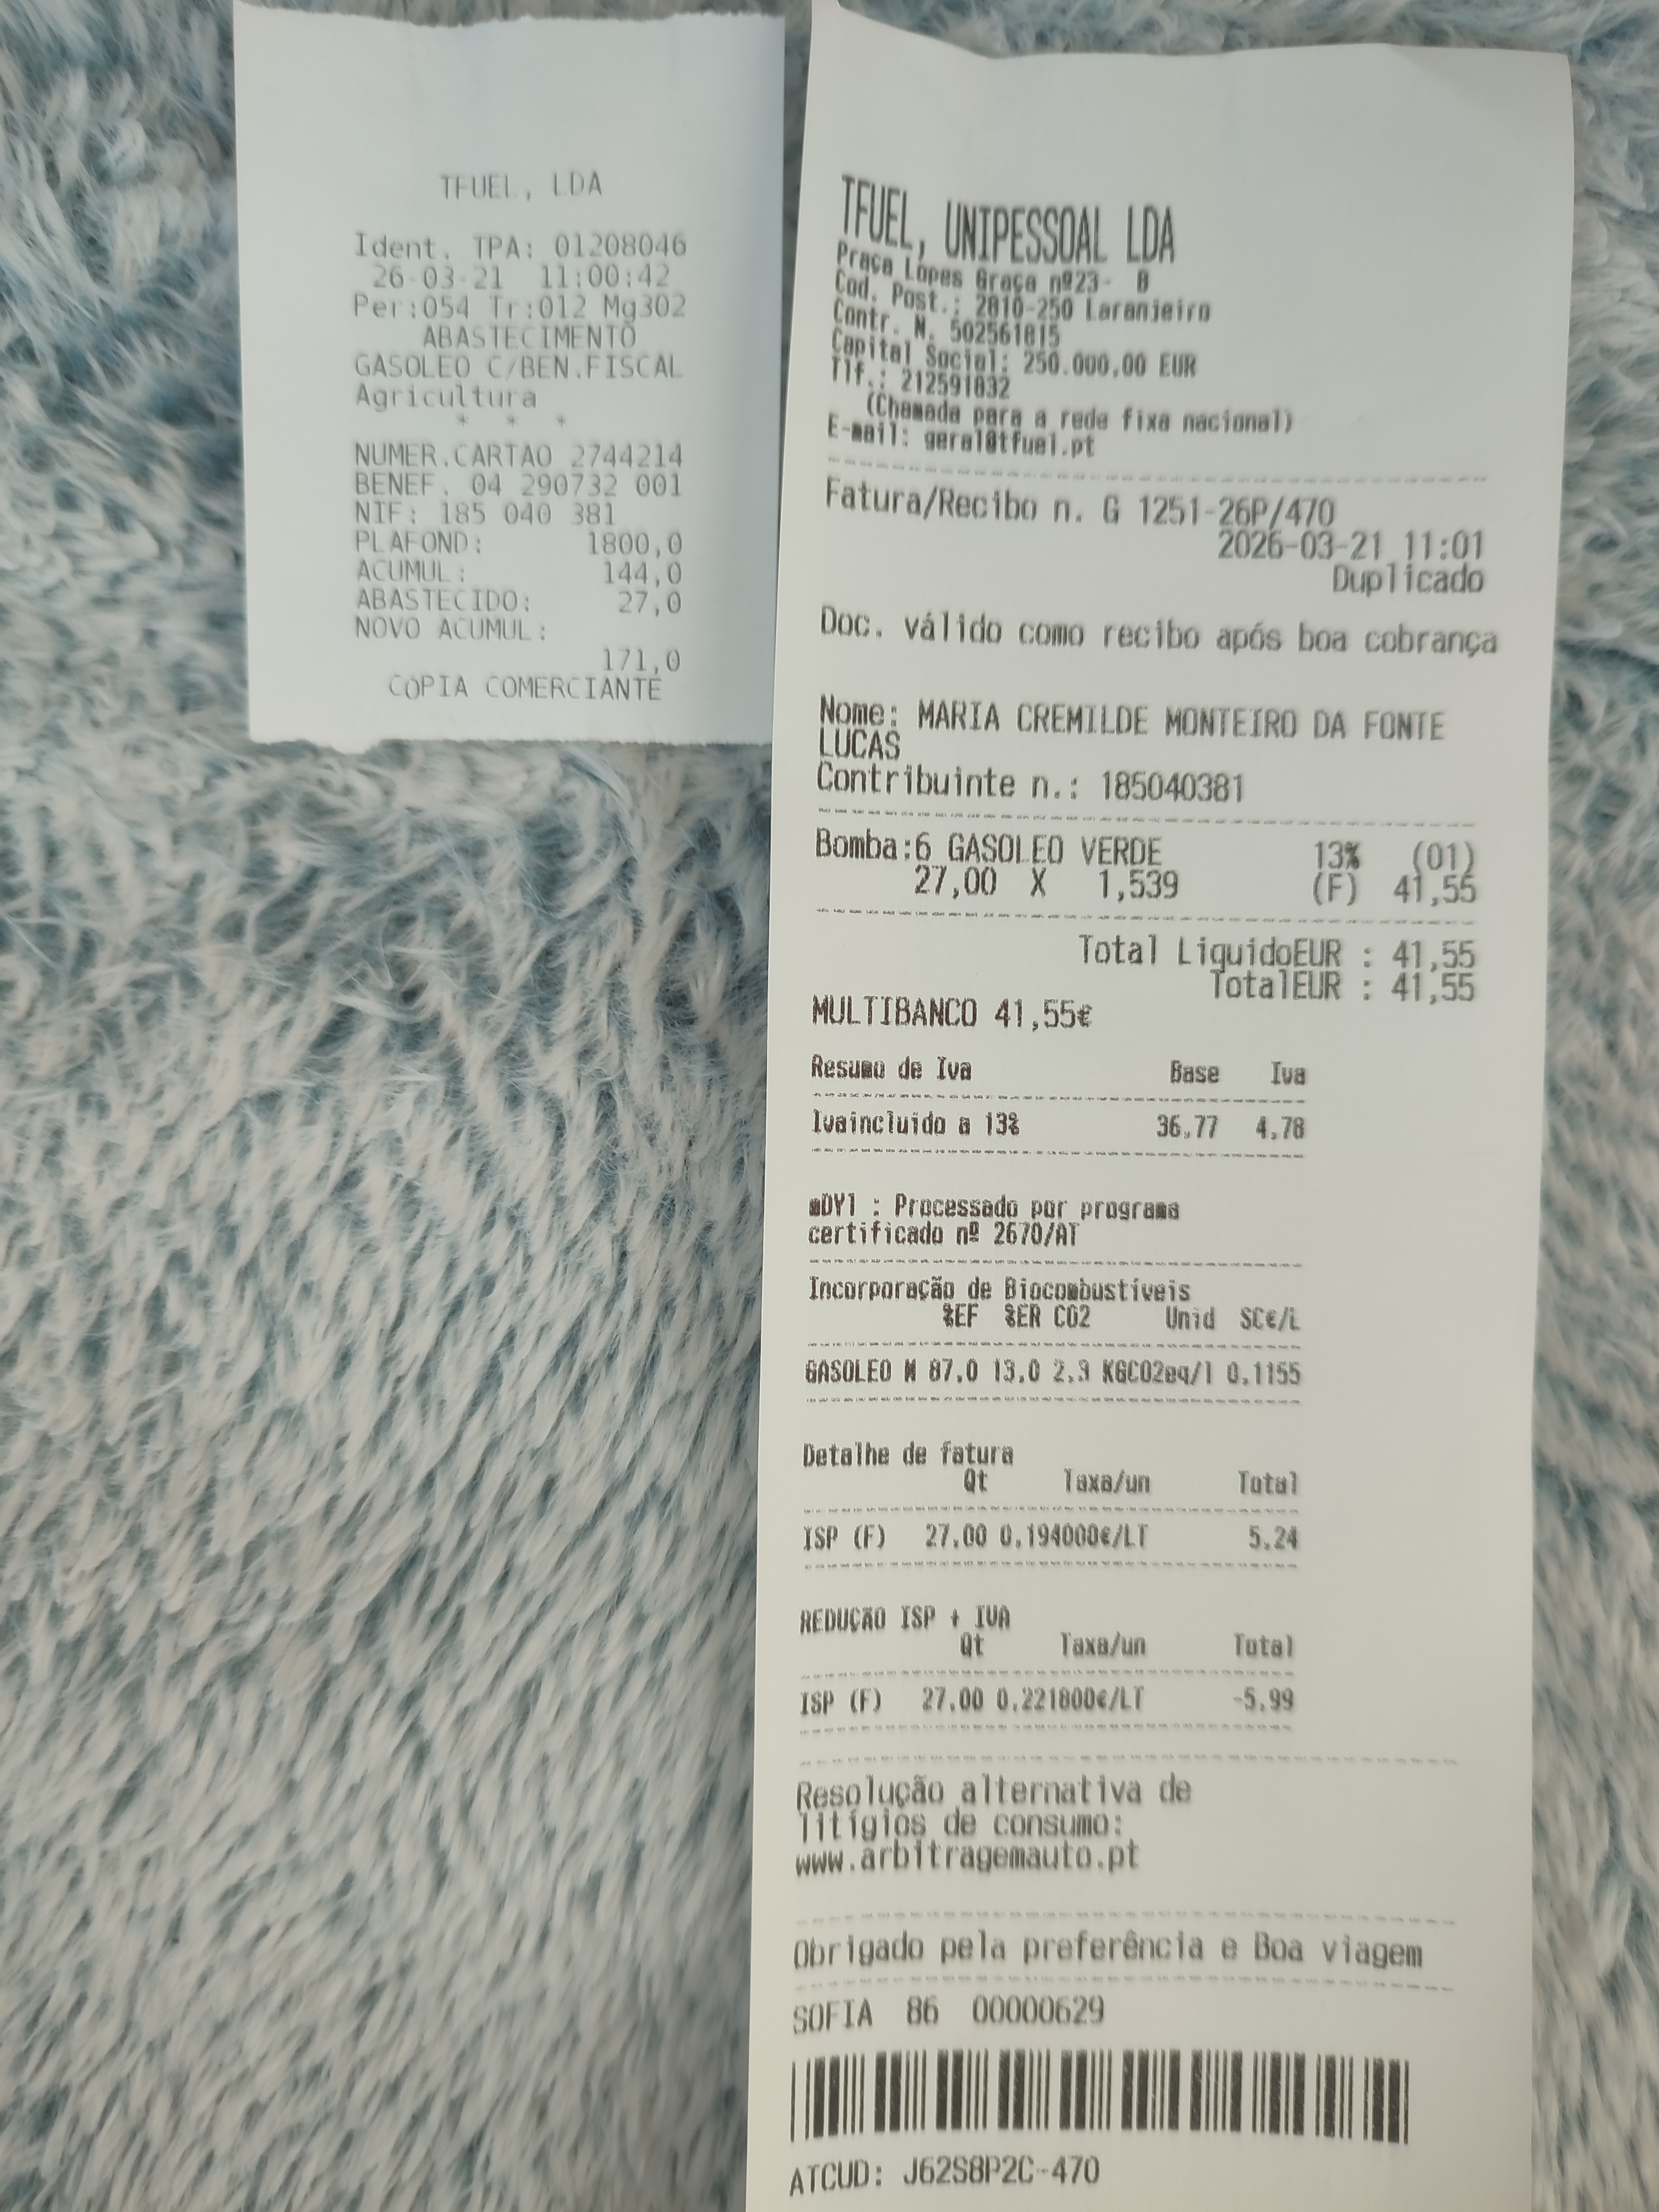 TFUEL, LDA
Ident. TPA: 01208046
26-03-21 11:00:42
Per:054 Tr:012 Mg302
ABASTECIMENTO
GASOLEO C/BEN.FISCAL
Agricultura
* * *
NUMER.CARTAO 2744214
BENEF. 04 290732 001
NIF: 185 040 381
PLAFOND: 1800,0
ACUMUL: 144,0
ABASTECIDO: 27,0
NOVO ACUMUL:
171,0
COPIA COMERCIANTE
TFUEL, UNIPESSOAL LDA
Praça Lopes Graça nº23- B
Cod. Post.: 2810-250 Laranjeiro
Contr. N. 502561815
Capital Social: 250.000,00 EUR
Tlf.: 212591832
(Chamada para a rede fixa nacional)
E-mail: geral@tfuel.pt
Fatura/Recibo n. G 1251-26P/470
2026-03-21 11:01
Duplicado
Doc. válido como recibo após boa cobrança
Nome: MARIA CREMILDE MONTEIRO DA FONTE
LUCAS
Contribuinte n.: 185040381
Bomba:6 GASOLEO VERDE 13% (01)
27,00 X 1,539 (F) 41,55
Total LiquidoEUR : 41,55
TotalEUR : 41,55
MULTIBANCO 41,55€
Resumo de Iva Base Iva
Ivaincluido a 13% 36,77 4,78
mDY1 : Processado por programa
certificado nº 2670/AT
Incorporação de Biocombustíveis
%EF %ER CO2 Unid SC€/L
GASOLEO M 87,0 13,0 2,3 KGCO2eq/l 0,1155
Detalhe de fatura
Qt Taxa/un Total
ISP (F) 27,00 0,194000€/LT 5,24
REDUÇÃO ISP + IVA
Qt Taxa/un Total
ISP (F) 27,00 0,221800€/LT -5,99
Resolução alternativa de
litígios de consumo:
www.arbitragemauto.pt
Obrigado pela preferência e Boa viagem
SOFIA 86 00000629
ATCUD: J62S8P2C-470